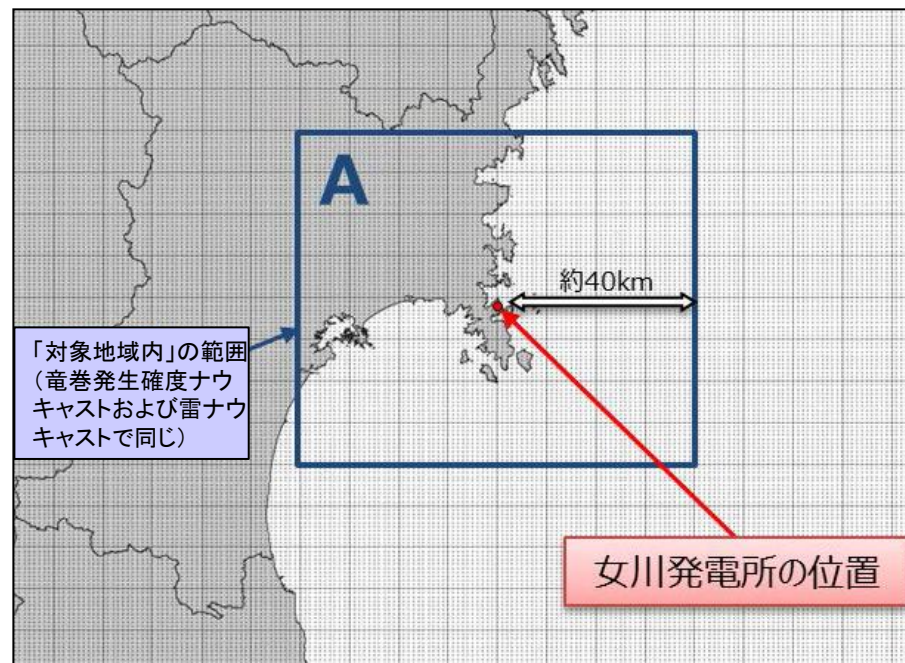 A
約40km
「対象地域内」の範囲
(竜巻発生確度ナウ
キャストおよび雷ナウ
キャストで同じ)
女川発電所の位置